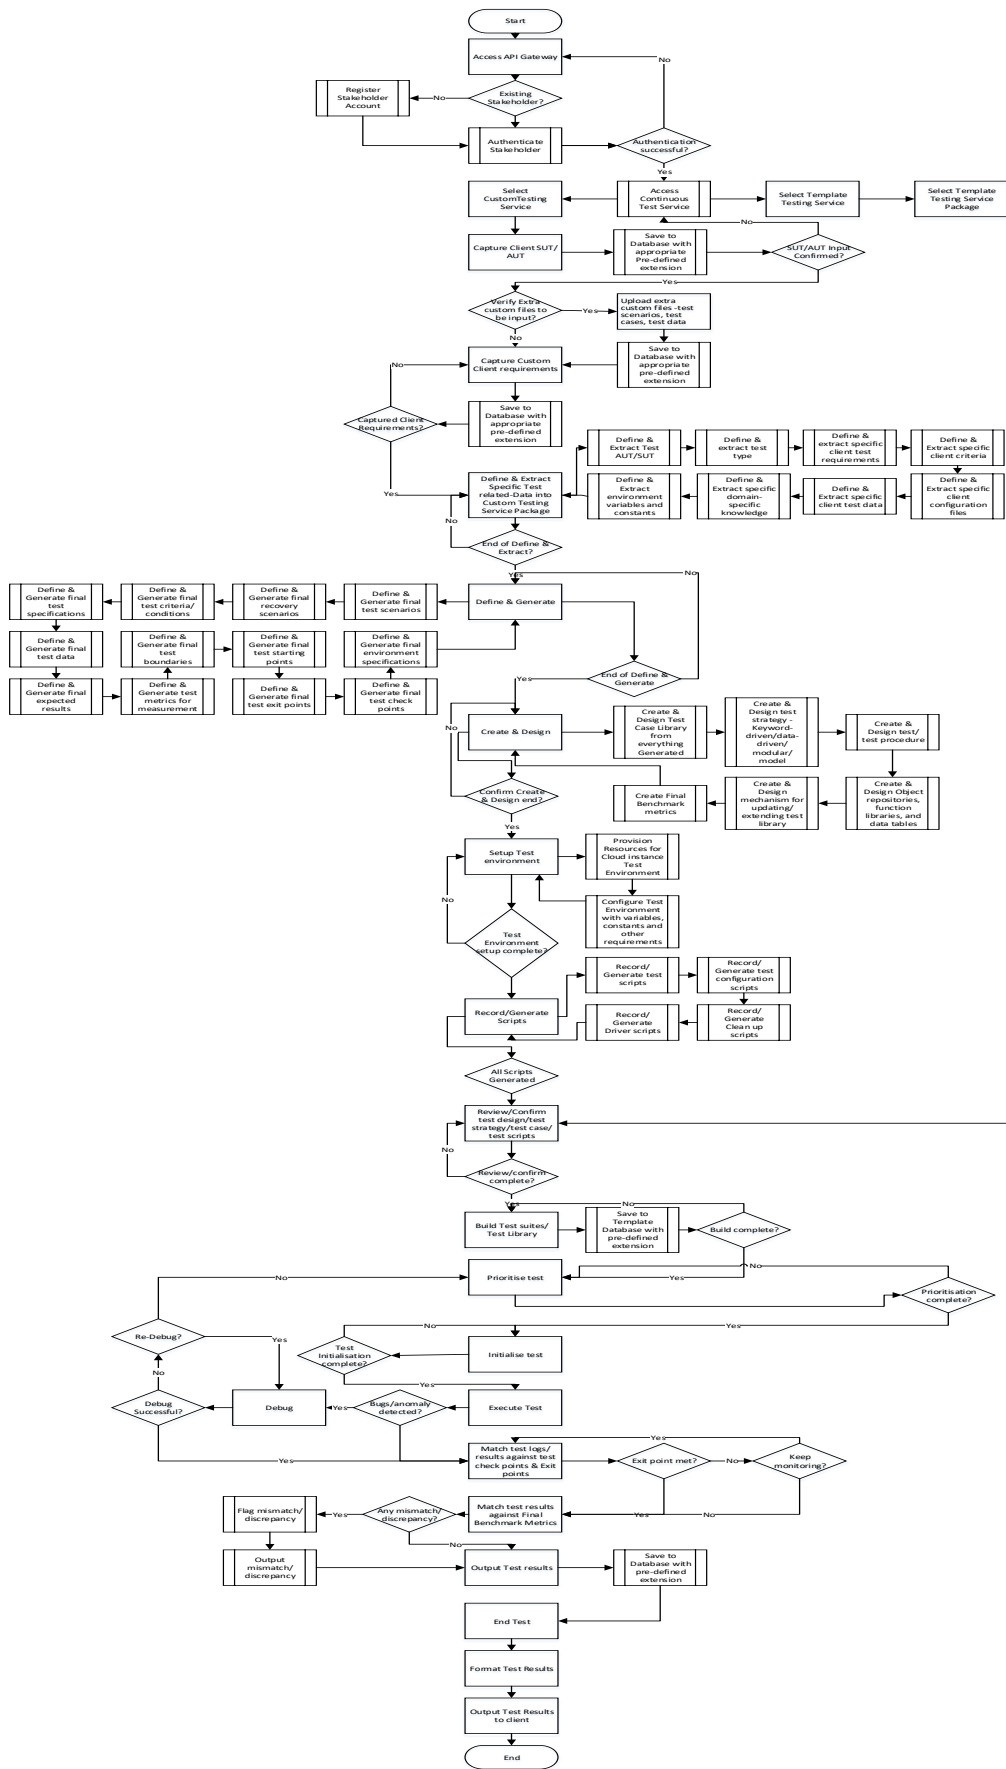 Start
Access API Gateway
No
Register
Stakeholder
Account
No
Existing
Stakeholder?
Authenticate
Stakeholder
Authentication
successful?
Yes
Select
CustomTesting
Service
Access
Continuous
Test Service
Select Template
Testing Service
Select Template
Testing Service
Package
No
Capture Client SUT/
AUT
Save to
Database with
appropriate
Pre-defined
extension
SUT/AUT Input
Confirmed?
Yes
Verify Extra
custom files to
be input?
Yes
Upload extra
custom files -test
scenarios, test
cases, test data
No
No
Capture Custom
Client requirements
Save to
Database with
appropriate
pre-defined
extension
Captured Client
Requirements?
Save to
Database with
appropriate
pre-defined
extension
Define &
Extract Test
AUT/SUT
Define &
extract test
type
Define &
extract specific
client test
requirements
Define &
Extract specific
client criteria
Yes
Define & Extract
Specific Test
related-Data into
Custom Testing
Service Package
Define &
Extract
environment
variables and
constants
Define &
Extract specific
domain-
specific
knowledge
Define &
Extract specific
client test data
Define &
Extract specific
client
configuration
files
No
End of Define &
Extract?
Yes
No
Define &
Generate final
test
specifications
Define &
Generate final
test criteria/
conditions
Define &
Generate final
recovery
scenarios
Define &
Generate final
test scenarios
Define & Generate
Define &
Generate final
test data
Define &
Generate final
test
boundaries
Define &
Generate final
test starting
points
Define &
Generate final
environment
specifications
End of Define &
Generate
Define &
Generate final
expected
results
Define &
Generate test
metrics for
measurement
Define &
Generate final
test exit points
Define &
Generate final
test check
points
Yes
No
Create & Design
Create &
Design Test
Case Library
from
everything
Generated
Create &
Design test
strategy -
Keyword-
driven/data-
driven/
modular/
model
Create &
Design test/
test procedure
Confirm Create
& Design end?
Create Final
Benchmark
metrics
Create &
Design
mechanism for
updating/
extending test
library
Create &
Design Object
repositories,
function
libraries, and
data tables
Yes
Setup Test
environment
Provision
Resources for
Cloud instance
Test
Environment
No
Configure Test
Environment
with variables,
constants and
other
requirements
Test
Environment
setup complete?
Record/
Generate test
scripts
Record/
Generate test
configuration
scripts
Record/Generate
Scripts
Record/
Generate
Driver scripts
Record/
Generate
Clean up
scripts
All Scripts
Generated
Review/Confirm
test design/test
strategy/test case/
test scripts
No
Review/confirm
complete?
Yes
No
Build Test suites/
Test Library
Save to
Template
Database with
pre-defined
extension
Build complete?
No
Prioritise test
No
Yes
Prioritisation
complete?
Re-Debug?
Yes
No
Yes
Test
Initialisation
complete?
Initialise test
No
Yes
Debug
Successful?
Debug
Yes
Bugs/anomaly
detected?
Execute Test
Yes
Yes
Match test logs/
results against test
check points & Exit
points
Exit point met?
No
Keep
monitoring?
Flag mismatch/
discrepancy
Yes
Any mismatch/
discrepancy?
Match test results
against Final
Benchmark Metrics
Yes
No
No
Output
mismatch/
discrepancy
Output Test results
Save to
Database with
pre-defined
extension
End Test
Format Test Results
Output Test Results
to client
End